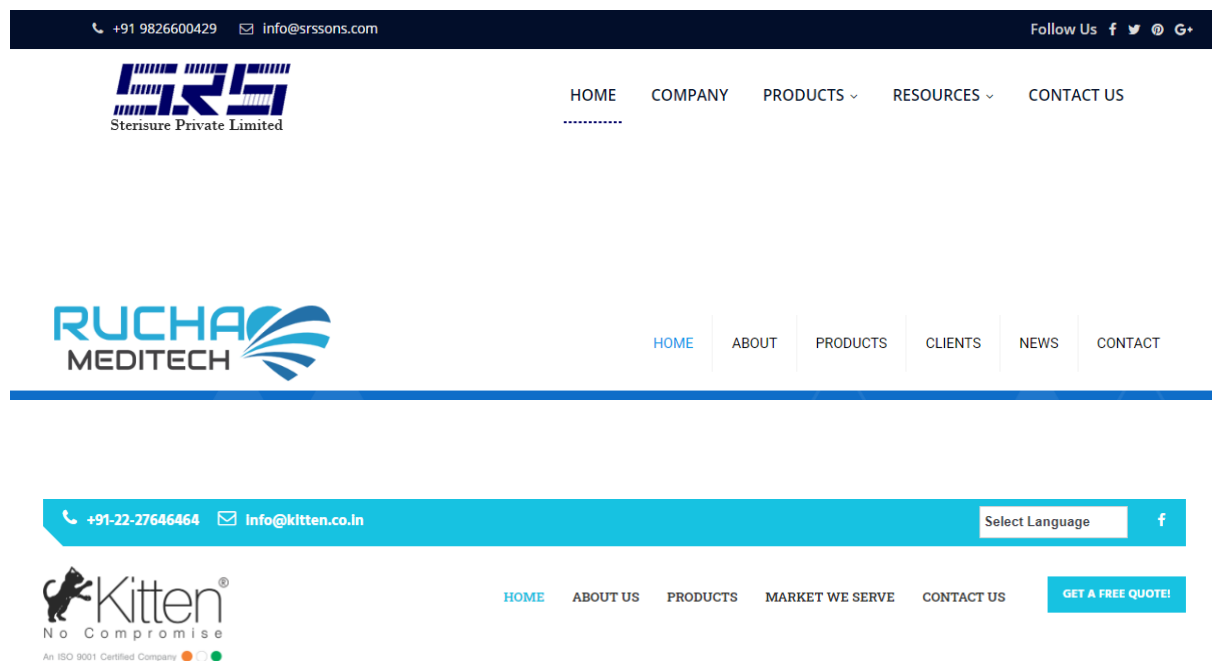 +91 9826600429 info@srssons.com Follow Us
SRS
Sterisure Private Limited
HOME COMPANY PRODUCTS RESOURCES CONTACT US
RUCHA
MEDITECH
HOME ABOUT PRODUCTS CLIENTS NEWS CONTACT
+91-22-27646464 Info@kitten.co.in Select Language
Kitten®
No Compromise
An ISO 9001 Certified Company
HOME ABOUT US PRODUCTS MARKET WE SERVE CONTACT US GET A FREE QUOTE!